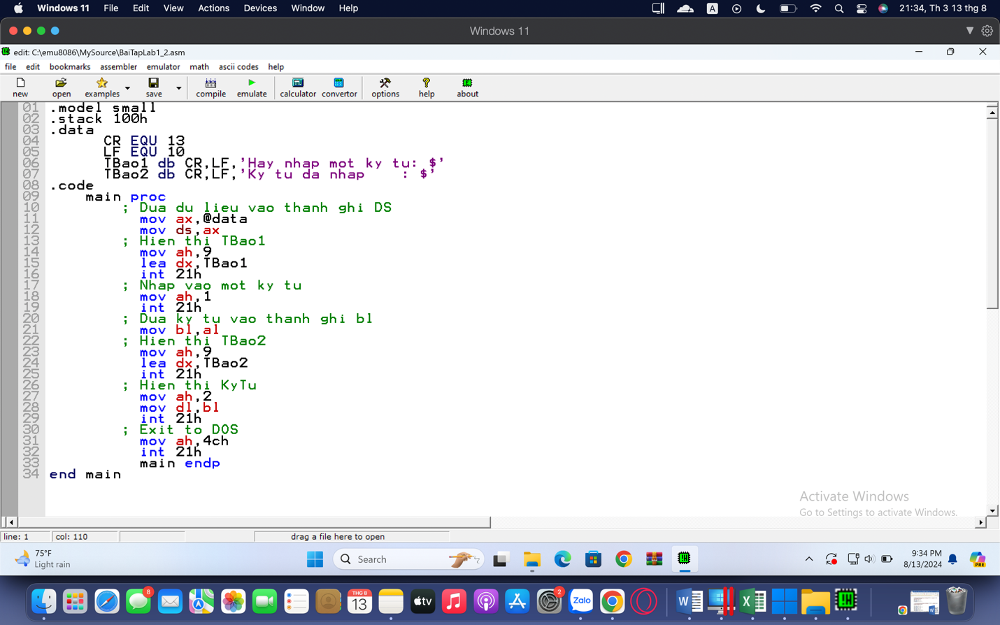 Windows 11 File Edit View Actions Devices Window Help A 21:34, Th 3 13 thg 8
Windows 11
edit: C:\emu8086\MySource\BaiTapLab1_2.asm
file edit bookmarks assembler emulator math ascii codes help
new open examples save compile emulate calculator convertor options help about
01 .model small
02 .stack 100h
03 .data
04 CR EQU 13
05 LF EQU 10
06 TBao1 db CR,LF,'Hay nhap mot ky tu: $'
07 TBao2 db CR,LF,'Ky tu da nhap    : $'
08 .code
09 main proc
10 ; Dua du lieu vao thanh ghi DS
11 mov ax,@data
12 mov ds,ax
13 ; Hien thi TBao1
14 mov ah,9
15 lea dx,TBao1
16 int 21h
17 ; Nhap vao mot ky tu
18 mov ah,1
19 int 21h
20 ; Dua ky tu vao thanh ghi bl
21 mov bl,al
22 ; Hien thi TBao2
23 mov ah,9
24 lea dx,TBao2
25 int 21h
26 ; Hien thi KyTu
27 mov ah,2
28 mov dl,bl
29 int 21h
30 ; Exit to DOS
31 mov ah,4ch
32 int 21h
33 main endp
34 end main
Activate Windows
Go to Settings to activate Windows.
line: 1 col: 110 drag a file here to open
75°F
Light rain
Search
9:34 PM
8/13/2024
PRE
8
THG 8
13
tv
2
Zalo
W
X